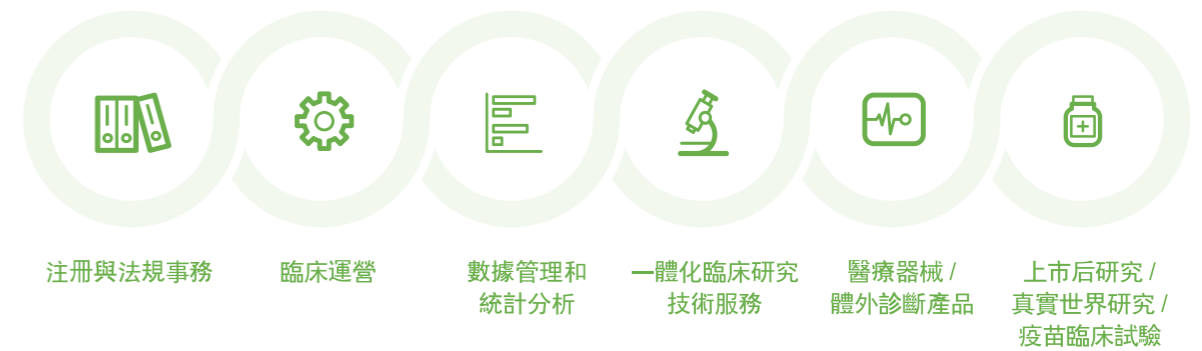 注冊與法規事務
臨床運營
數據管理和
統計分析
一體化臨床研究
技術服務
醫療器械 /
體外診斷產品
上市后研究 /
真實世界研究 /
疫苗臨床試驗